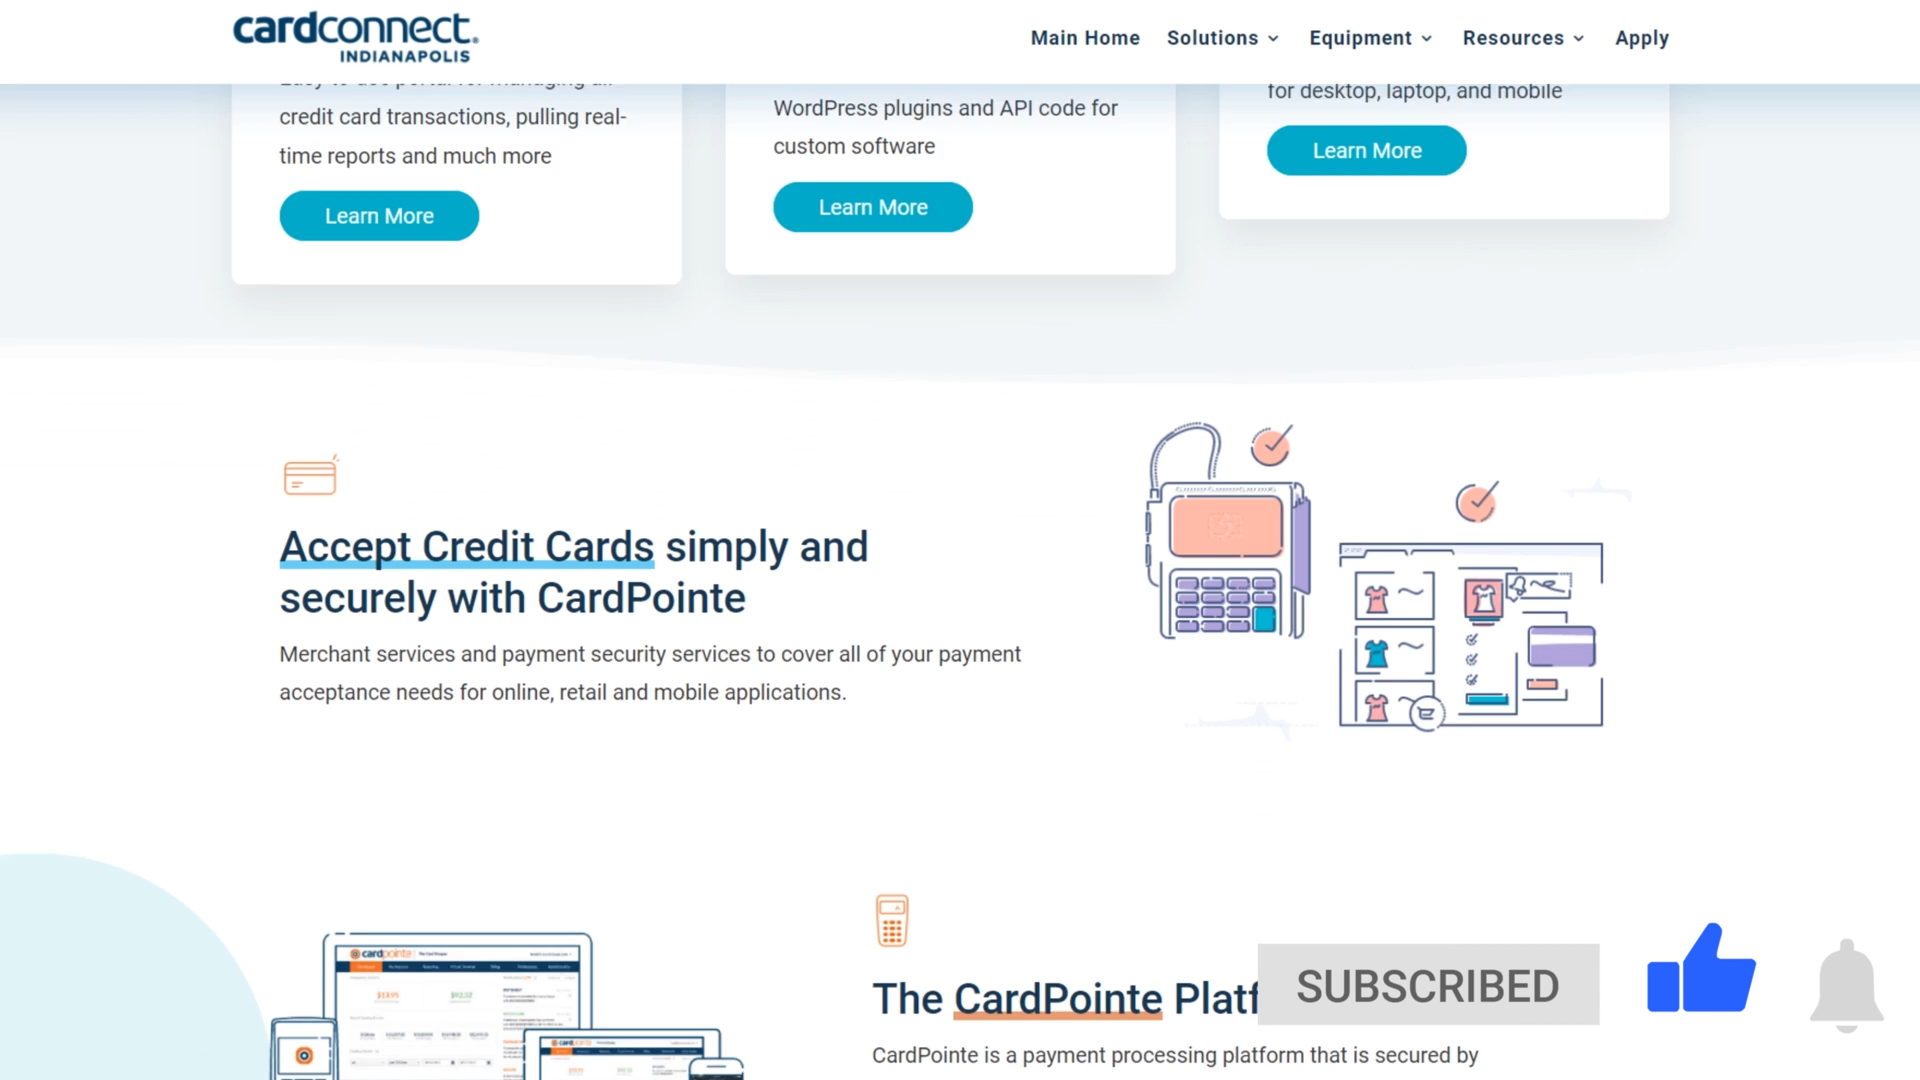 cardconnect.
INDIANAPOLIS
Main Home
Solutions
Equipment
Resources
Apply
credit card transactions, pulling real-
time reports and much more
Learn More
WordPress plugins and API code for
custom software
Learn More
for desktop, laptop, and mobile
Learn More
Accept Credit Cards simply and
securely with CardPointe
Merchant services and payment security services to cover all of your payment
acceptance needs for online, retail and mobile applications.
cardpointe
The CardPointe Platf
CardPointe is a payment processing platform that is secured by
SUBSCRIBED